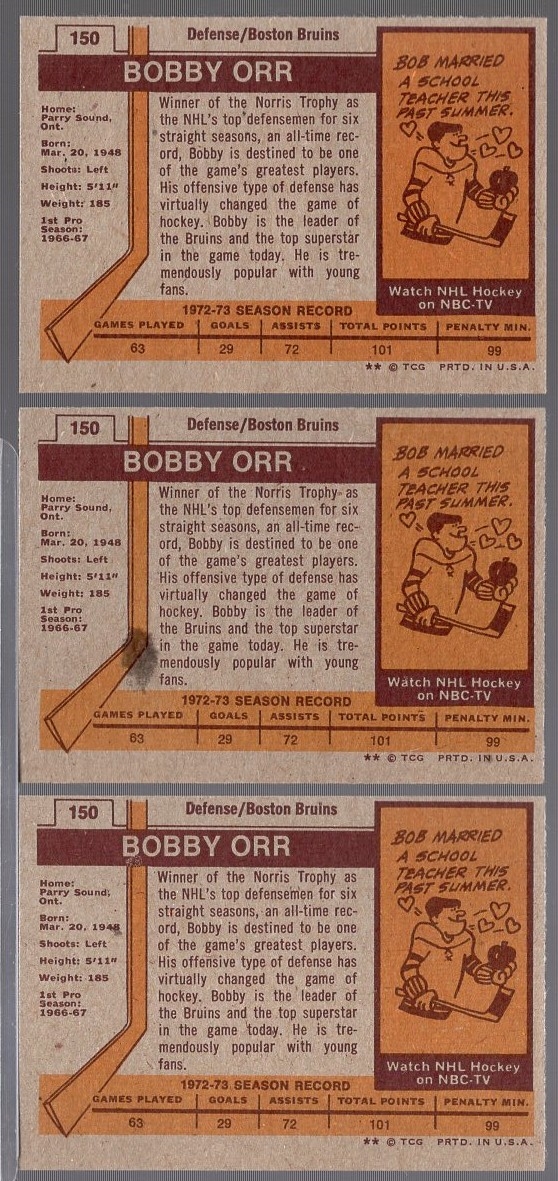 150
Defense/Boston Bruins
BOBBY ORR
Home:
Parry Sound,
Ont.
Born:
Mar. 20, 1948
Shoots: Left
Height: 5'11"
Weight: 185
1st Pro
Season:
1966-67
Winner of the Norris Trophy as
the NHL's top defensemen for six
straight seasons, an all-time rec-
ord, Bobby is destined to be one
of the game's greatest players.
His offensive type of defense has
virtually changed the game of
hockey. Bobby is the leader of
the Bruins and the top superstar
in the game today. He is tre-
mendously popular with young
fans.
BOB MARRIED
A SCHOOL
TEACHER THIS
PAST SUMMER.
Watch NHL Hockey
on NBC-TV
1972-73 SEASON RECORD
GAMES PLAYED GOALS ASSISTS TOTAL POINTS PENALTY MIN.
63 29 72 101 99
** © TCG PRTD. IN U.S.A.
150
Defense/Boston Bruins
BOBBY ORR
Home:
Parry Sound,
Ont.
Born:
Mar. 20, 1948
Shoots: Left
Height: 5'11"
Weight: 185
1st Pro
Season:
1966-67
Winner of the Norris Trophy as
the NHL's top defensemen for six
straight seasons, an all-time rec-
ord, Bobby is destined to be one
of the game's greatest players.
His offensive type of defense has
virtually changed the game of
hockey. Bobby is the leader of
the Bruins and the top superstar
in the game today. He is tre-
mendously popular with young
fans.
BOB MARRIED
A SCHOOL
TEACHER THIS
PAST SUMMER.
Watch NHL Hockey
on NBC-TV
1972-73 SEASON RECORD
GAMES PLAYED GOALS ASSISTS TOTAL POINTS PENALTY MIN.
63 29 72 101 99
** © TCG PRTD. IN U.S.A.
150
Defense/Boston Bruins
BOBBY ORR
Home:
Parry Sound,
Ont.
Born:
Mar. 20, 1948
Shoots: Left
Height: 5'11"
Weight: 185
1st Pro
Season:
1966-67
Winner of the Norris Trophy as
the NHL's top defensemen for six
straight seasons, an all-time rec-
ord, Bobby is destined to be one
of the game's greatest players.
His offensive type of defense has
virtually changed the game of
hockey. Bobby is the leader of
the Bruins and the top superstar
in the game today. He is tre-
mendously popular with young
fans.
BOB MARRIED
A SCHOOL
TEACHER THIS
PAST SUMMER.
Watch NHL Hockey
on NBC-TV
1972-73 SEASON RECORD
GAMES PLAYED GOALS ASSISTS TOTAL POINTS PENALTY MIN.
63 29 72 101 99
** © TCG PRTD. IN U.S.A.